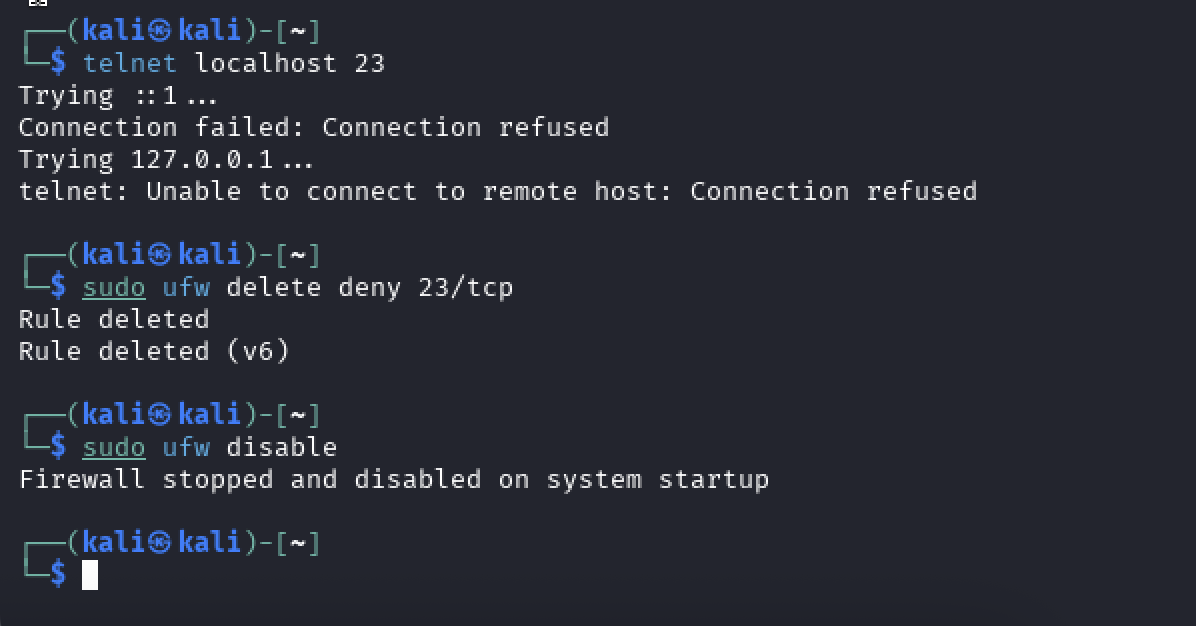 ┌──(kali㉿kali)-[~]
└─$ telnet localhost 23
Trying ::1...
Connection failed: Connection refused
Trying 127.0.0.1...
telnet: Unable to connect to remote host: Connection refused
┌──(kali㉿kali)-[~]
└─$ sudo ufw delete deny 23/tcp
Rule deleted
Rule deleted (v6)
┌──(kali㉿kali)-[~]
└─$ sudo ufw disable
Firewall stopped and disabled on system startup
┌──(kali㉿kali)-[~]
└─$